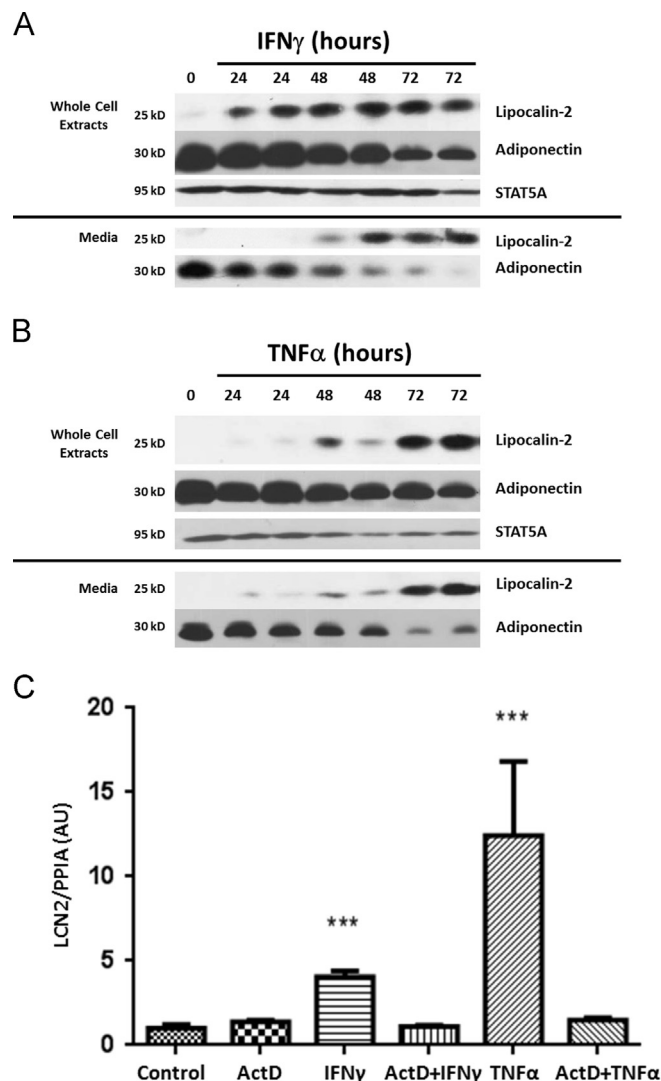 A
IFNγ (hours)
0 24 24 48 48 72 72
Whole Cell
Extracts
25 kD Lipocalin-2
30 kD Adiponectin
95 kD STAT5A
Media 25 kD Lipocalin-2
30 kD Adiponectin
B
TNFα (hours)
0 24 24 48 48 72 72
Whole Cell
Extracts
25 kD Lipocalin-2
30 kD Adiponectin
95 kD STAT5A
Media 25 kD Lipocalin-2
30 kD Adiponectin
C
LCN2/PPIA (AU)
20
15
10
5
0
***
***
Control ActD IFNγ ActD+IFNγ TNFα ActD+TNFα